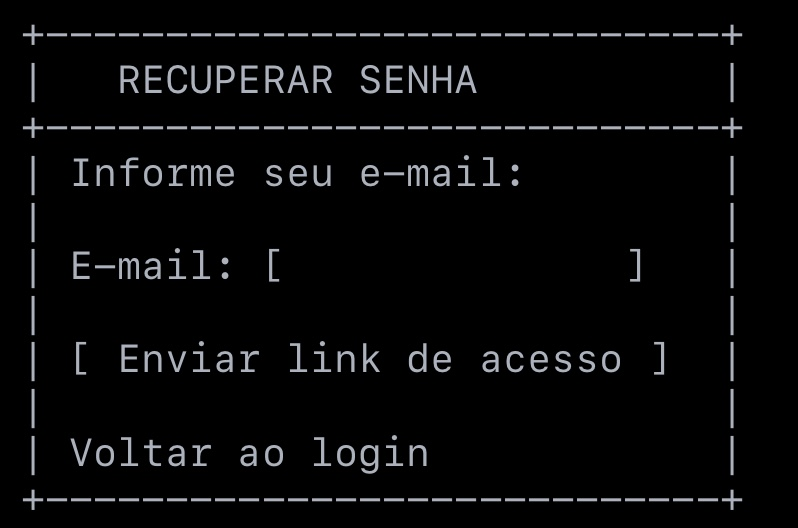 +----------------------------+
|   RECUPERAR SENHA          |
+----------------------------+
| Informe seu e-mail:        |
|                            |
| E-mail: [              ]   |
|                            |
| [ Enviar link de acesso ]  |
|                            |
| Voltar ao login            |
+----------------------------+